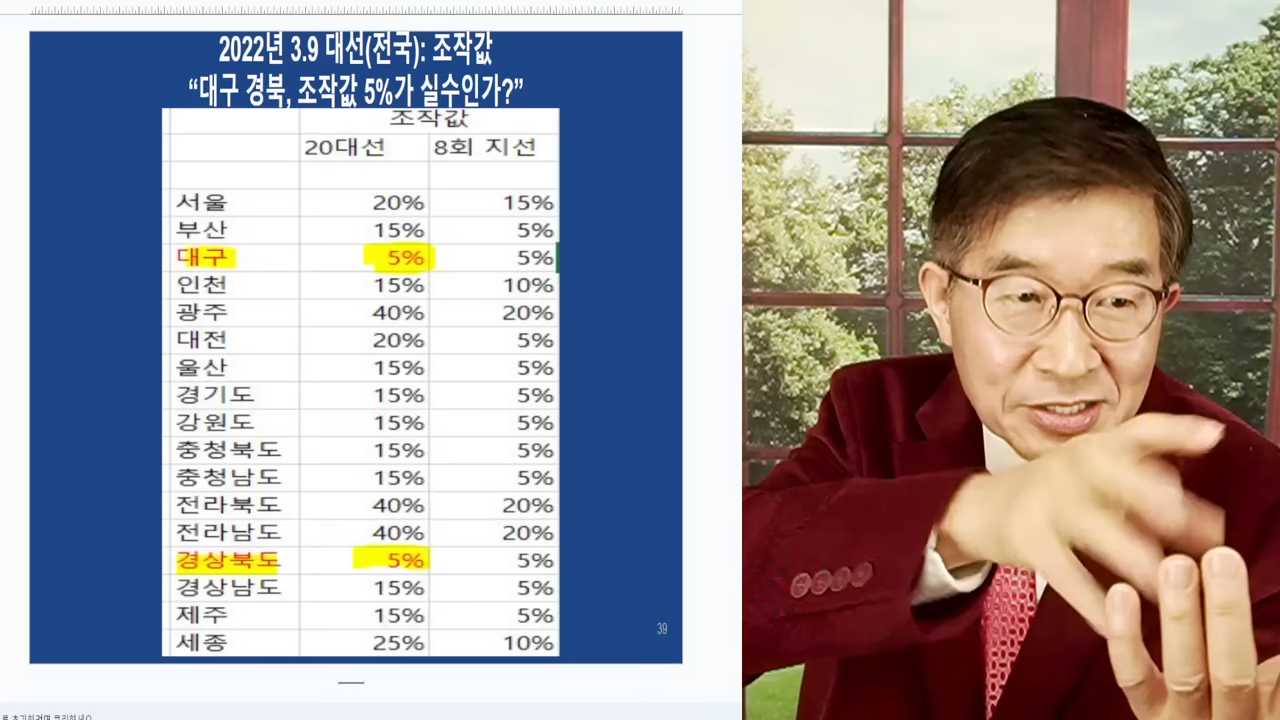 2022년 3.9 대선(전국): 조작값
“대구 경북, 조작값 5%가 실수인가?”
조작값
20대선 8회 지선
서울 20% 15%
부산 15% 5%
대구 5% 5%
인천 15% 10%
광주 40% 20%
대전 20% 5%
울산 15% 5%
경기도 15% 5%
강원도 15% 5%
충청북도 15% 5%
충청남도 15% 5%
전라북도 40% 20%
전라남도 40% 20%
경상북도 5% 5%
경상남도 15% 5%
제주 15% 5%
세종 25% 10%
39